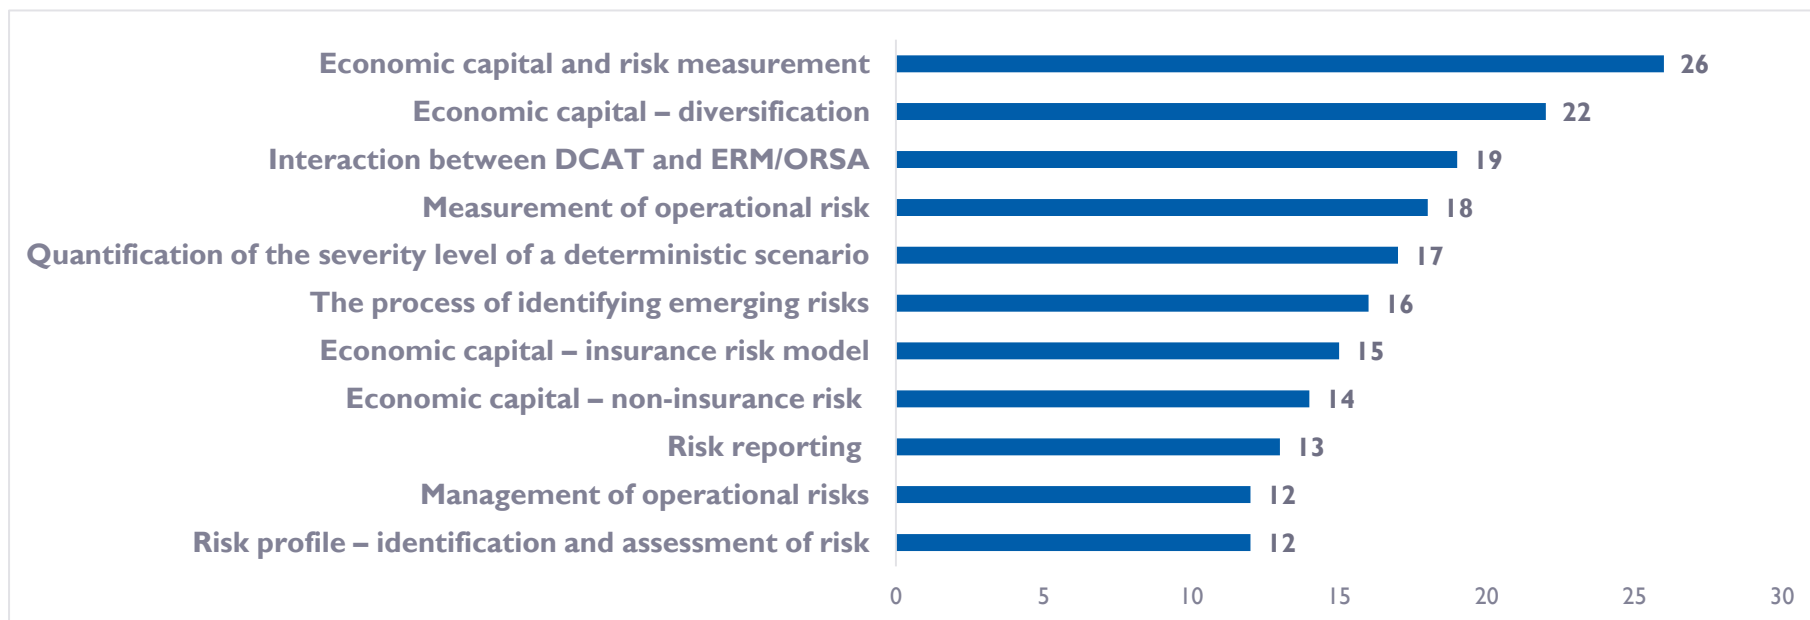 Economic capital and risk measurement 26
Economic capital – diversification 22
Interaction between DCAT and ERM/ORSA 19
Measurement of operational risk 18
Quantification of the severity level of a deterministic scenario 17
The process of identifying emerging risks 16
Economic capital – insurance risk model 15
Economic capital – non-insurance risk 14
Risk reporting 13
Management of operational risks 12
Risk profile – identification and assessment of risk 12
0 5 10 15 20 25 30